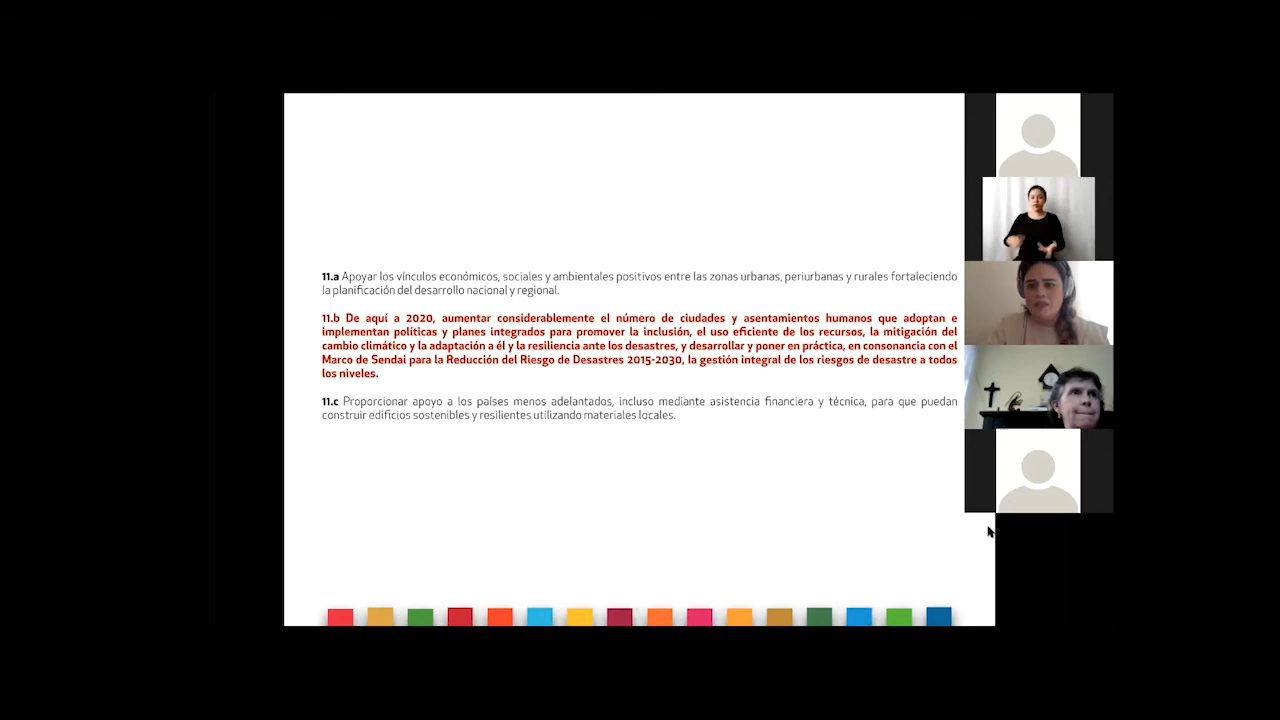 11.a Apoyar los vínculos económicos, sociales y ambientales positivos entre las zonas urbanas, periurbanas y rurales fortaleciendo
la planificación del desarrollo nacional y regional.
11.b De aquí a 2020, aumentar considerablemente el número de ciudades y asentamientos humanos que adoptan e
implementan políticas y planes integrados para promover la inclusión, el uso eficiente de los recursos, la mitigación del
cambio climático y la adaptación a él y la resiliencia ante los desastres, y desarrollar y poner en práctica, en consonancia con el
Marco de Sendai para la Reducción del Riesgo de Desastres 2015-2030, la gestión integral de los riesgos de desastre a todos
los niveles.
11.c Proporcionar apoyo a los países menos adelantados, incluso mediante asistencia financiera y técnica, para que puedan
construir edificios sostenibles y resilientes utilizando materiales locales.